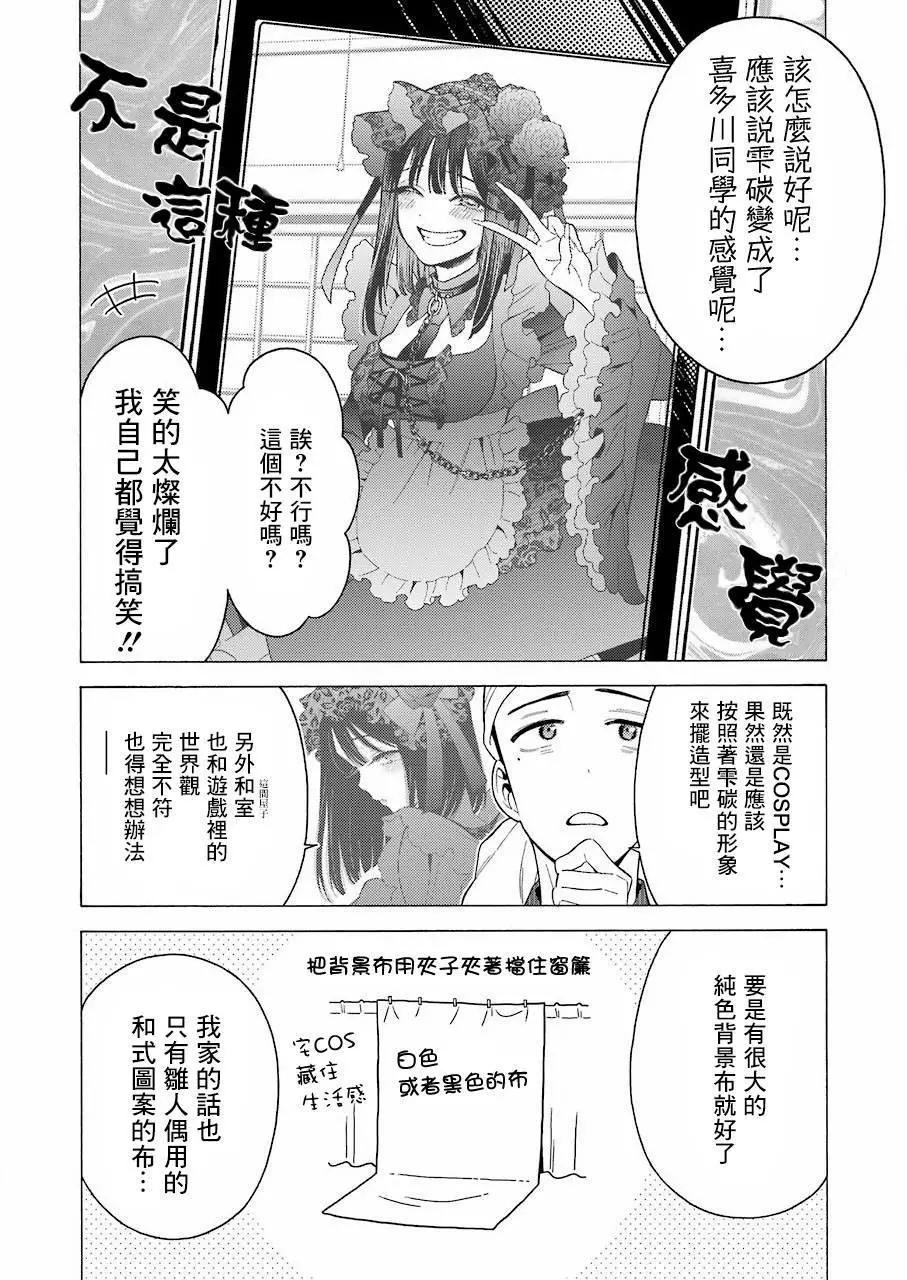 該怎麼說好呢…
應該說雫碳變成了
喜多川同學的感覺呢…
不是
這種
感
覺
誒?不行嗎?
這個不好嗎?
笑的太燦爛了
我自己都覺得搞笑!!
既然是COSPLAY…
果然還是應該
按照著雫碳的形象
來擺造型吧
另外和室
這間屋子
也和遊戲裡的
世界觀
完全不符
也得想想辦法
──
要是有很大的
純色背景布就好了
把背景布用夾子夾著擋住窗簾
白色
或者黑色的布
宅COS
藏住
生活感
我家的話也
只有雛人偶用的
和式圖案的布…